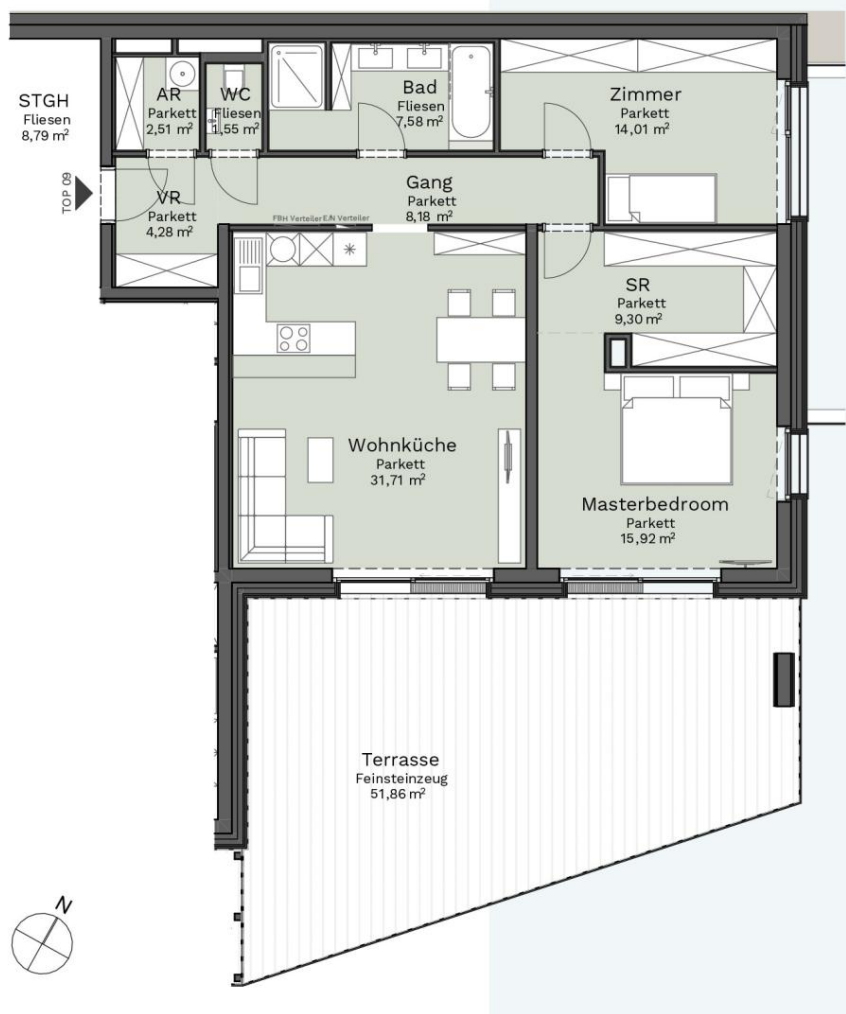 STGH
Fliesen
8,79 m²
AR
Parkett
2,51 m²
WC
Fliesen
1,55 m²
Bad
Fliesen
7,58 m²
Zimmer
Parkett
14,01 m²
TOP 09
VR
Parkett
4,28 m²
Gang
Parkett
8,18 m²
FBH Verteiler E/N Verteiler
SR
Parkett
9,30 m²
Wohnküche
Parkett
31,71 m²
Masterbedroom
Parkett
15,92 m²
Terrasse
Feinsteinzeug
51,86 m²
N